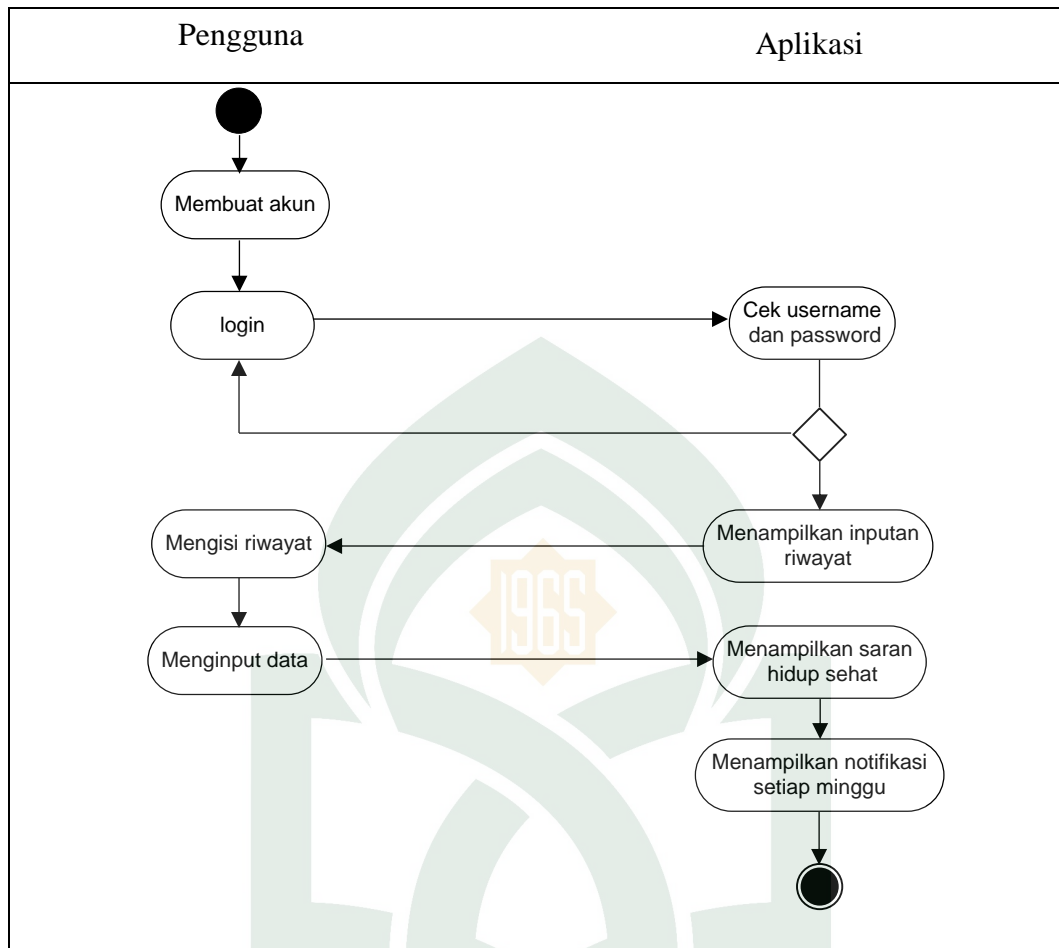 Pengguna
Aplikasi
Membuat akun
login
Cek username
dan password
Menampilkan inputan
riwayat
Mengisi riwayat
1965
Menginput data
Menampilkan saran
hidup sehat
Menampilkan notifikasi
setiap minggu